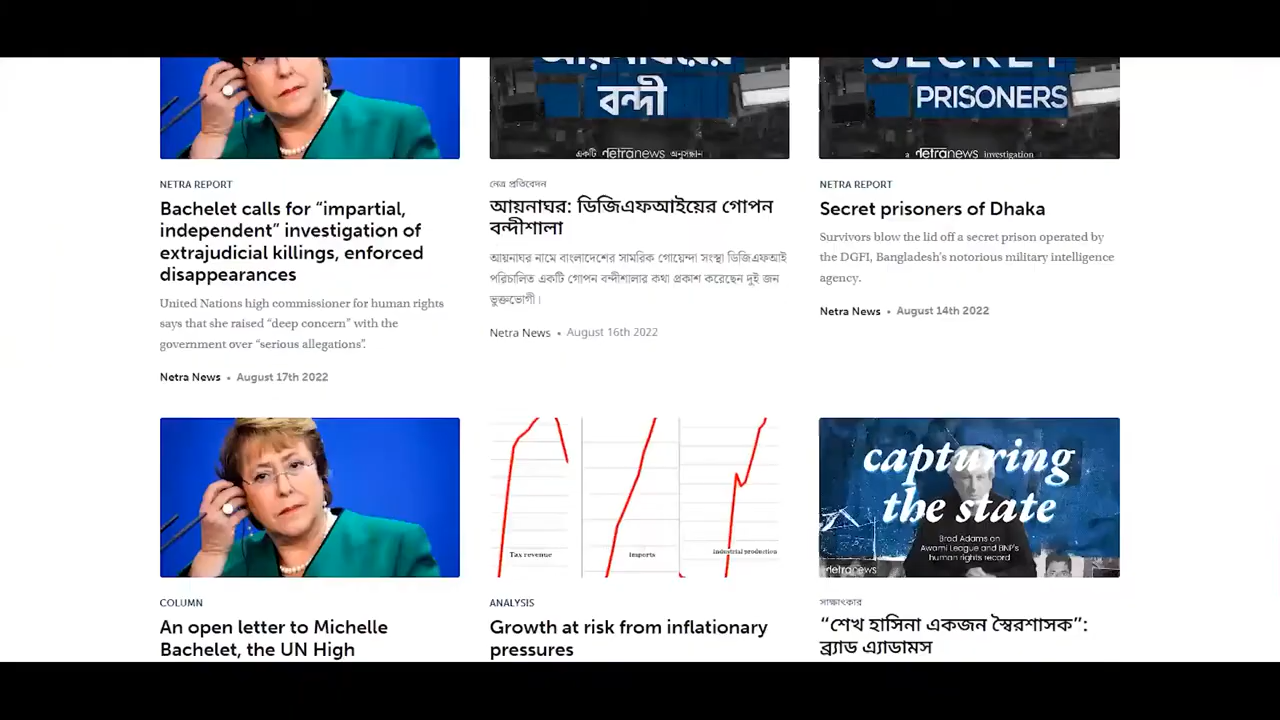 বন্দী
একটি netranews অনুসন্ধান
PRISONERS
a netranews investigation
NETRA REPORT
Bachelet calls for “impartial,
independent” investigation of
extrajudicial killings, enforced
disappearances
United Nations high commissioner for human rights
says that she raised “deep concern” with the
government over “serious allegations”.
Netra News • August 17th 2022
নেত্র প্রতিবেদন
আয়নাঘর: ডিজিএফআইয়ের গোপন
বন্দীশালা
আয়নাঘর নামে বাংলাদেশের সামরিক গোয়েন্দা সংস্থা ডিজিএফআই
পরিচালিত একটি গোপন বন্দীশালার কথা প্রকাশ করেছেন দুই জন
ভুক্তভোগী।
Netra News • August 16th 2022
NETRA REPORT
Secret prisoners of Dhaka
Survivors blow the lid off a secret prison operated by
the DGFI, Bangladesh’s notorious military intelligence
agency.
Netra News • August 14th 2022
COLUMN
An open letter to Michelle
Bachelet, the UN High
Tax revenue
Imports
Industrial production
ANALYSIS
Growth at risk from inflationary
pressures
capturing
the state
Brad Adams on
Awami League and BNP’s
human rights record
netranews
সাক্ষাৎকার
“শেখ হাসিনা একজন স্বৈরশাসক”:
ব্র্যাড এ্যাডামস